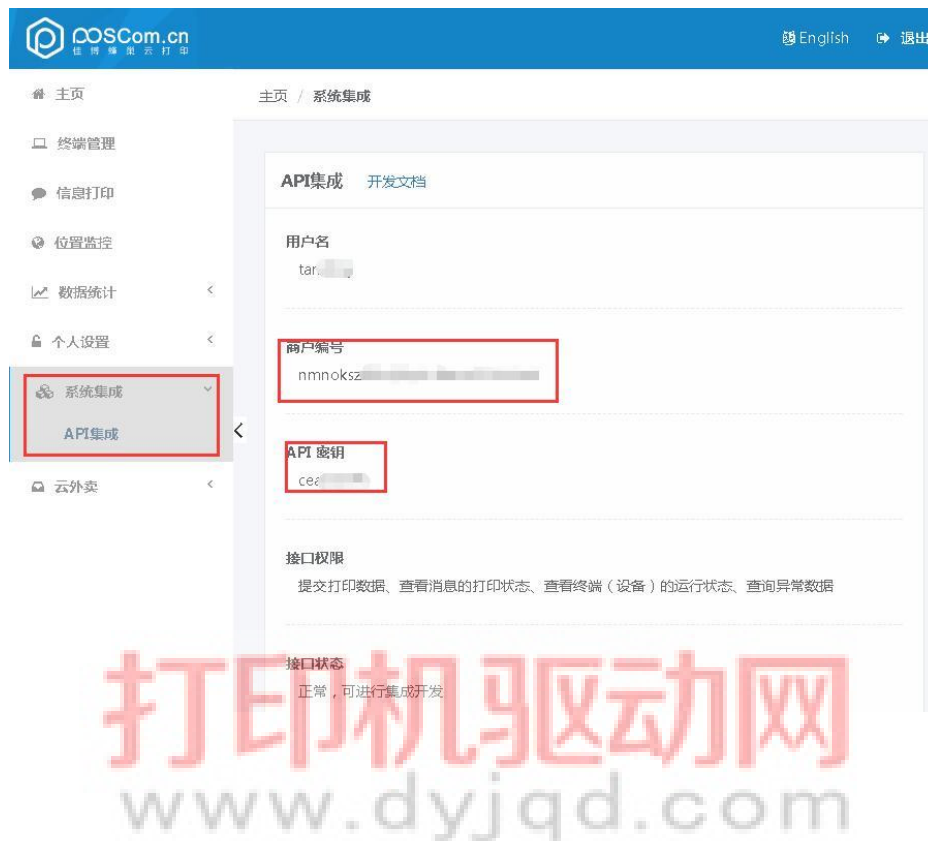 poscom.cn
佳博蜂巢云打印
English 退出
主页
终端管理
信息打印
位置监控
数据统计
个人设置
系统集成
API集成
云外卖
主页 / 系统集成
API集成 开发文档
用户名
商户编号
API 密钥
接口权限
提交打印数据、查看消息的打印状态、查看终端（设备）的运行状态、查询异常数据
接口状态
正常，可进行集成开发
打印机驱动网
www.dyjqd.com